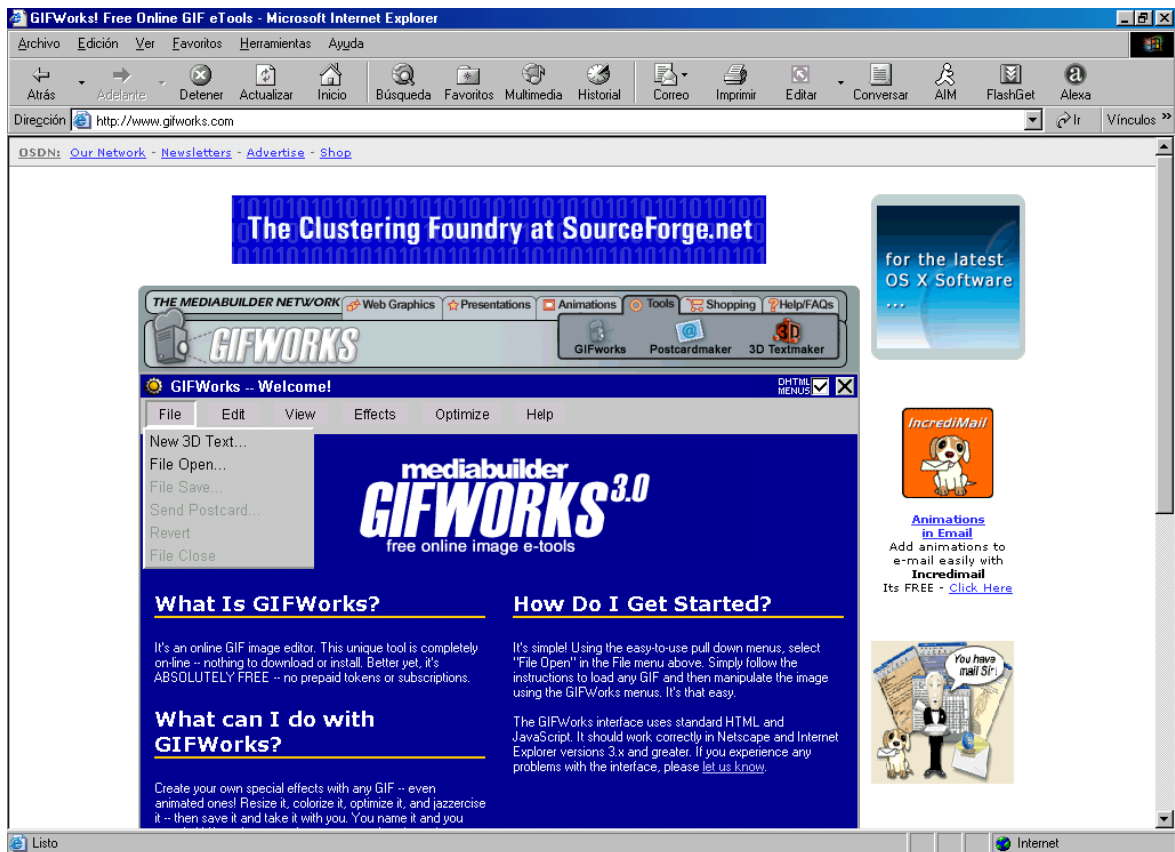 GIFWorks! Free Online GIF eTools - Microsoft Internet Explorer
Archivo Edición Ver Favoritos Herramientas Ayuda
Atrás Adelante Detener Actualizar Inicio Búsqueda Favoritos Multimedia Historial Correo Imprimir Editar Conversar AIM FlashGet Alexa
Dirección http://www.gifworks.com Ir Vínculos »
OSDN: Our Network - Newsletters - Advertise - Shop
The Clustering Foundry at SourceForge.net
for the latest
OS X Software
...
THE MEDIABUILDER NETWORK Web Graphics Presentations Animations Tools Shopping Help/FAQs
GIFWORKS
GIFworks Postcardmaker 3D Textmaker
GIFWorks -- Welcome! DHTML MENUS
File Edit View Effects Optimize Help
New 3D Text...
File Open...
File Save...
Send Postcard...
Revert
File Close
mediabuilder
GIFWORKS 3.0
free online image e-tools
IncrediMail
Animations
in Email
Add animations to
e-mail easily with
Incredimail
Its FREE - Click Here
You have
mail Sir!
What Is GIFWorks?
It's an online GIF image editor. This unique tool is completely
on-line -- nothing to download or install. Better yet, it's
ABSOLUTELY FREE -- no prepaid tokens or subscriptions.
What can I do with
GIFWorks?
Create your own special effects with any GIF -- even
animated ones! Resize it, colorize it, optimize it, and jazzercise
it -- then save it and take it with you. You name it and you
How Do I Get Started?
It's simple! Using the easy-to-use pull down menus, select
"File Open" in the File menu above. Simply follow the
instructions to load any GIF and then manipulate the image
using the GIFWorks menus. It's that easy.
The GIFWorks interface uses standard HTML and
JavaScript. It should work correctly in Netscape and Internet
Explorer versions 3.x and greater. If you experience any
problems with the interface, please let us know.
Listo Internet